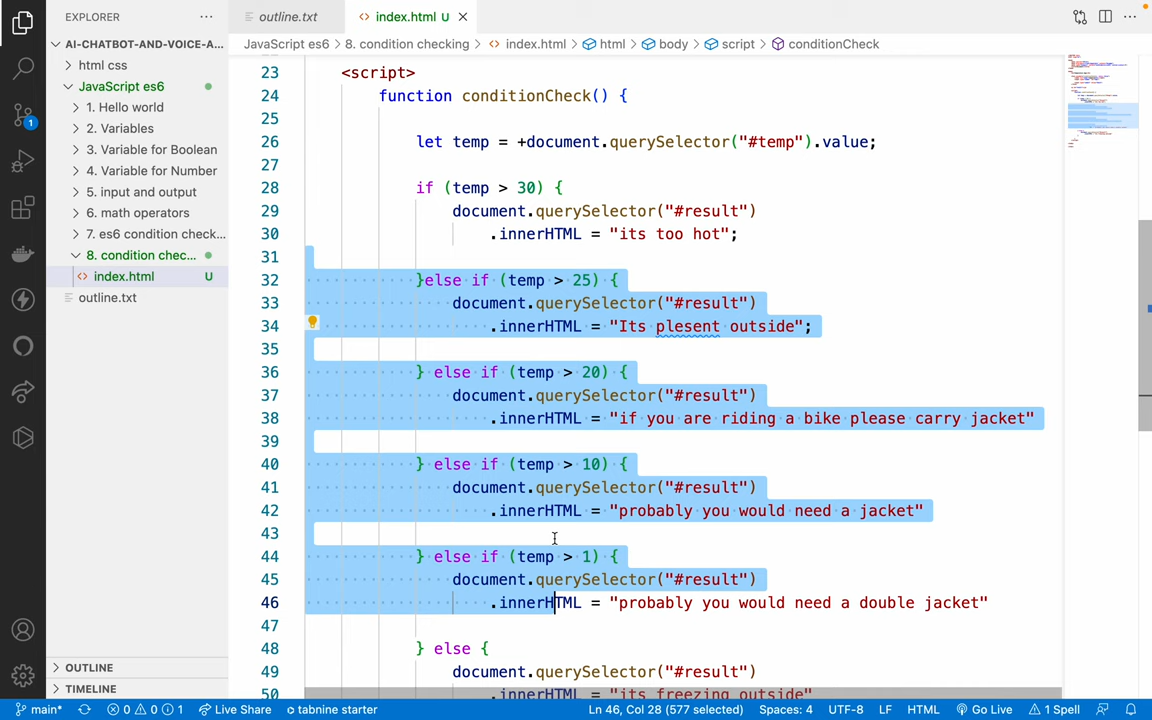 EXPLORER
AI-CHATBOT-AND-VOICE-A...
html css
JavaScript es6
1. Hello world
2. Variables
3. Variable for Boolean
4. Variable for Number
5. input and output
6. math operators
7. es6 condition check...
8. condition chec...
index.html U
outline.txt
OUTLINE
TIMELINE
1
outline.txt
index.html U
JavaScript es6 > 8. condition checking > index.html > html > body > script > conditionCheck
23 <script>
24 function conditionCheck() {
25
26 let temp = +document.querySelector("#temp").value;
27
28 if (temp > 30) {
29 document.querySelector("#result")
30 .innerHTML = "its too hot";
31
32 }else if (temp > 25) {
33 document.querySelector("#result")
34 .innerHTML = "Its plesent outside";
35
36 } else if (temp > 20) {
37 document.querySelector("#result")
38 .innerHTML = "if you are riding a bike please carry jacket"
39
40 } else if (temp > 10) {
41 document.querySelector("#result")
42 .innerHTML = "probably you would need a jacket"
43
44 } else if (temp > 1) {
45 document.querySelector("#result")
46 .innerHTML = "probably you would need a double jacket"
47
48 } else {
49 document.querySelector("#result")
50 .innerHTML = "its freezing outside"
main* 0 0 1 Live Share tabnine starter Ln 46, Col 28 (577 selected) Spaces: 4 UTF-8 LF HTML Go Live 1 Spell